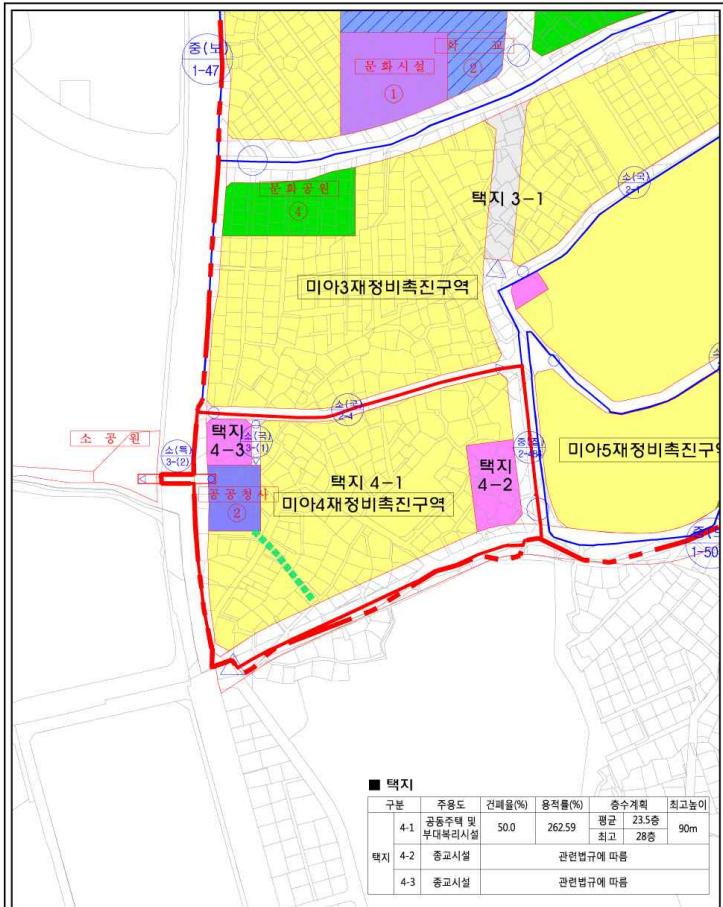 중(보)
1-47
학 교
②
문화시설
①
소(국)
2-1
문화공원
④
택지 3-1
미아3재정비촉진구역
소(국)
2-4
소공원
소(특)
3-(2)
택지
4-3
소(국)
3-(1)
공공청사
②
택지 4-1
미아4재정비촉진구역
택지
4-2
미아5재정비촉진구역
1-50
■ 택지
구분 주용도 건폐율(%) 용적률(%) 층수계획 최고높이
택지 4-1 공동주택 및 부대복리시설 50.0 262.59 평균 23.5층 최고 28층 90m
4-2 종교시설 관련법규에 따름
4-3 종교시설 관련법규에 따름